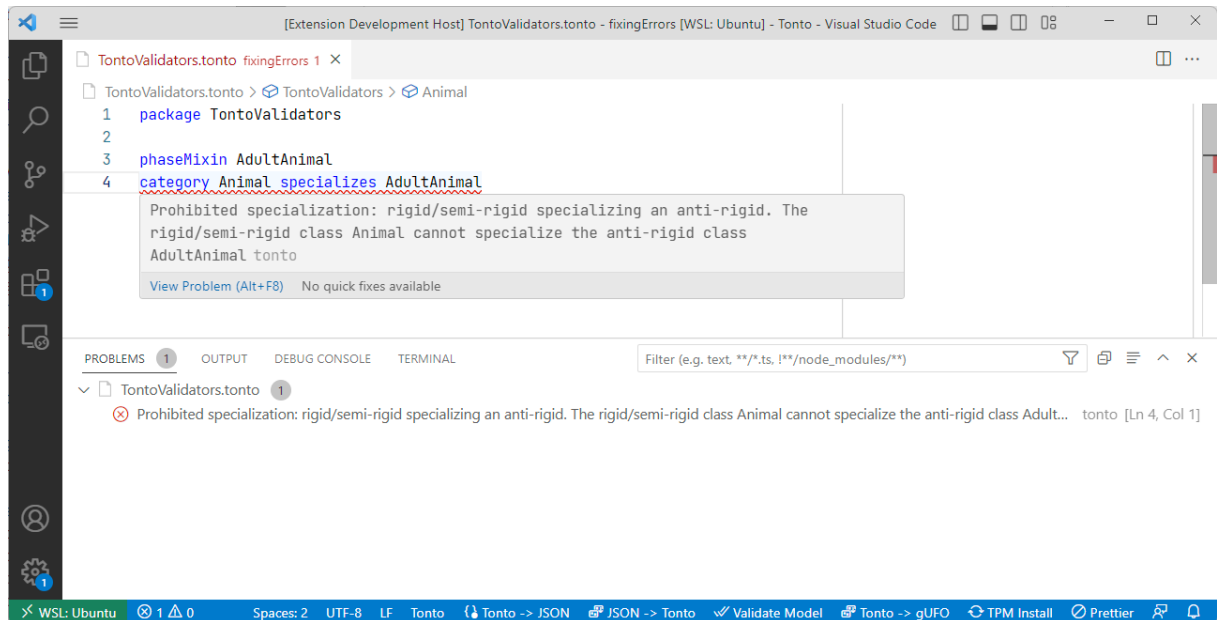 [Extension Development Host] TontoValidators.tonto - fixingErrors [WSL: Ubuntu] - Tonto - Visual Studio Code
TontoValidators.tonto fixingErrors 1
TontoValidators.tonto > TontoValidators > Animal
1 package TontoValidators
2
3 phaseMixin AdultAnimal
4 category Animal specializes AdultAnimal
Prohibited specialization: rigid/semi-rigid specializing an anti-rigid. The
rigid/semi-rigid class Animal cannot specialize the anti-rigid class
AdultAnimal tonto
View Problem (Alt+F8) No quick fixes available
1
PROBLEMS 1 OUTPUT DEBUG CONSOLE TERMINAL Filter (e.g. text, **/*.ts, !**/node_modules/**)
TontoValidators.tonto 1
Prohibited specialization: rigid/semi-rigid specializing an anti-rigid. The rigid/semi-rigid class Animal cannot specialize the anti-rigid class Adult... tonto [Ln 4, Col 1]
1
WSL: Ubuntu 1 0 Spaces: 2 UTF-8 LF Tonto Tonto -> JSON JSON -> Tonto Validate Model Tonto -> gUFO TPM Install Prettier